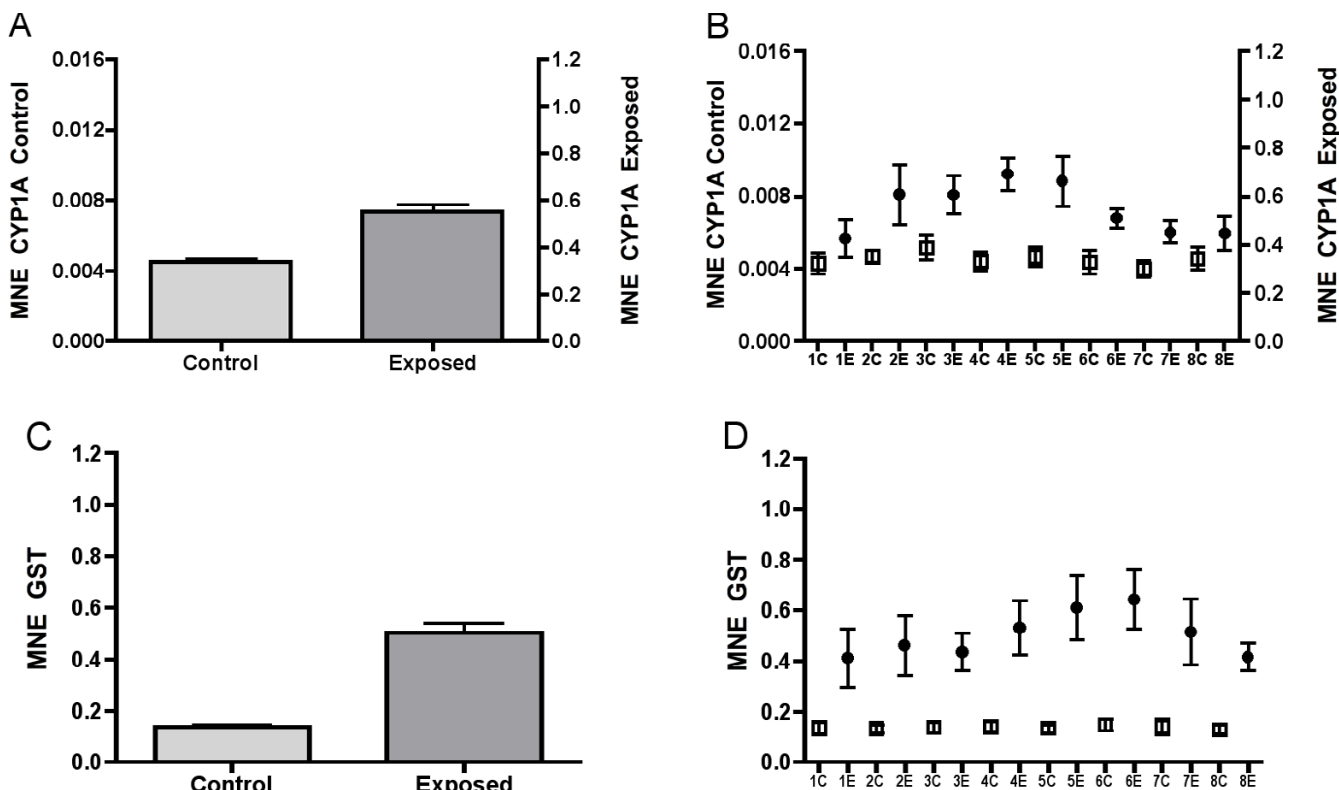 A
MNE CYP1A Control
0.016
0.012
0.008
0.004
0.000
1.2
1.0
0.8
0.6
0.4
0.2
0.0
MNE CYP1A Exposed
Control Exposed
B
MNE CYP1A Control
0.016
0.012
0.008
0.004
0.000
1.2
1.0
0.8
0.6
0.4
0.2
0.0
MNE CYP1A Exposed
1C 1E 2C 2E 3C 3E 4C 4E 5C 5E 6C 6E 7C 7E 8C 8E
C
MNE GST
1.2
1.0
0.8
0.6
0.4
0.2
0.0
Control Exposed
D
MNE GST
1.2
1.0
0.8
0.6
0.4
0.2
0.0
1C 1E 2C 2E 3C 3E 4C 4E 5C 5E 6C 6E 7C 7E 8C 8E